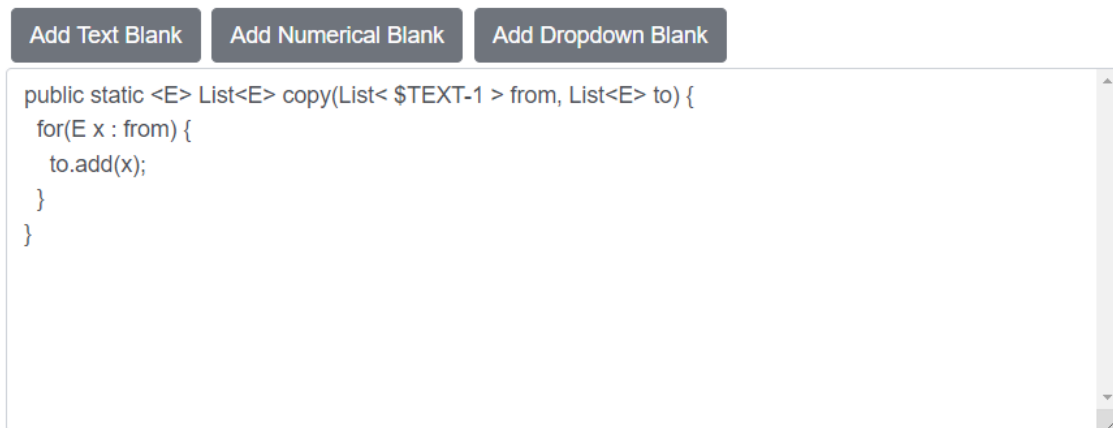 Add Text Blank Add Numerical Blank Add Dropdown Blank
public static <E> List<E> copy(List< $TEXT-1 > from, List<E> to) {
for(E x : from) {
to.add(x);
}
}